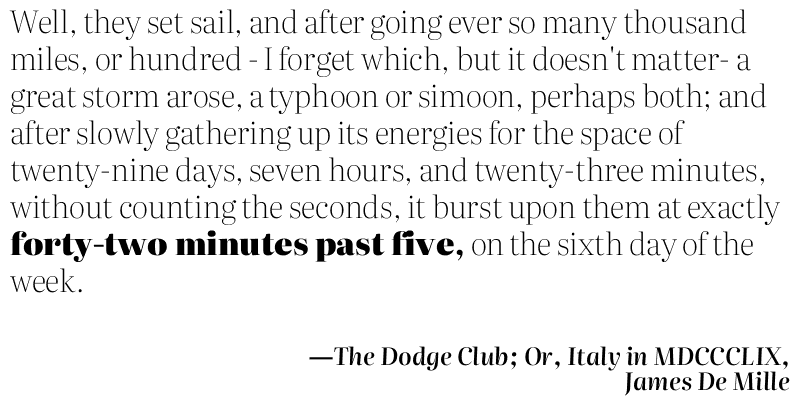 Well, they set sail, and after going ever so many thousand
miles, or hundred - I forget which, but it doesn't matter- a
great storm arose, a typhoon or simoon, perhaps both; and
after slowly gathering up its energies for the space of
twenty-nine days, seven hours, and twenty-three minutes,
without counting the seconds, it burst upon them at exactly
forty-two minutes past five, on the sixth day of the
week.
—The Dodge Club; Or, Italy in MDCCCLIX,
James De Mille